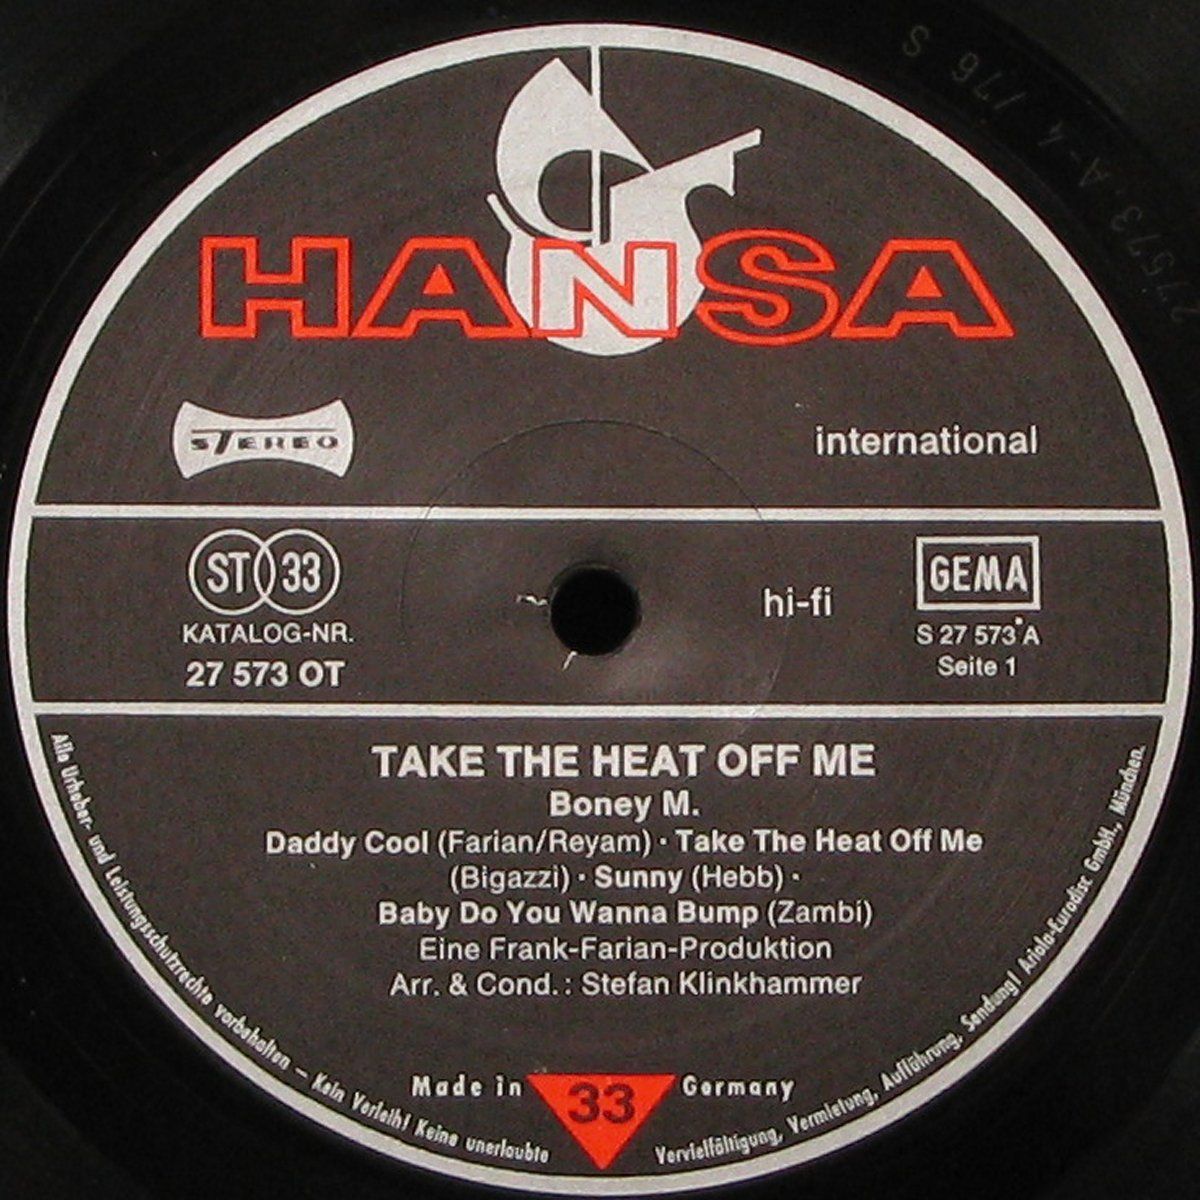 HANSA
STEREO
international
ST 33
KATALOG-NR.
27 573 OT
hi-fi
GEMA
S 27 573 A
Seite 1
TAKE THE HEAT OFF ME
Boney M.
Daddy Cool (Farian/Reyam) · Take The Heat Off Me
(Bigazzi) · Sunny (Hebb) ·
Baby Do You Wanna Bump (Zambi)
Eine Frank-Farian-Produktion
Arr. & Cond.: Stefan Klinkhammer
Made in 33 Germany
Alle Urheber- und Leistungsschutzrechte vorbehalten – Kein Verleih! Keine unerlaubte Vervielfältigung, Vermietung, Aufführung, Sendung! Ariola-Eurodisc GmbH., München.
27573.A-4 /76 S